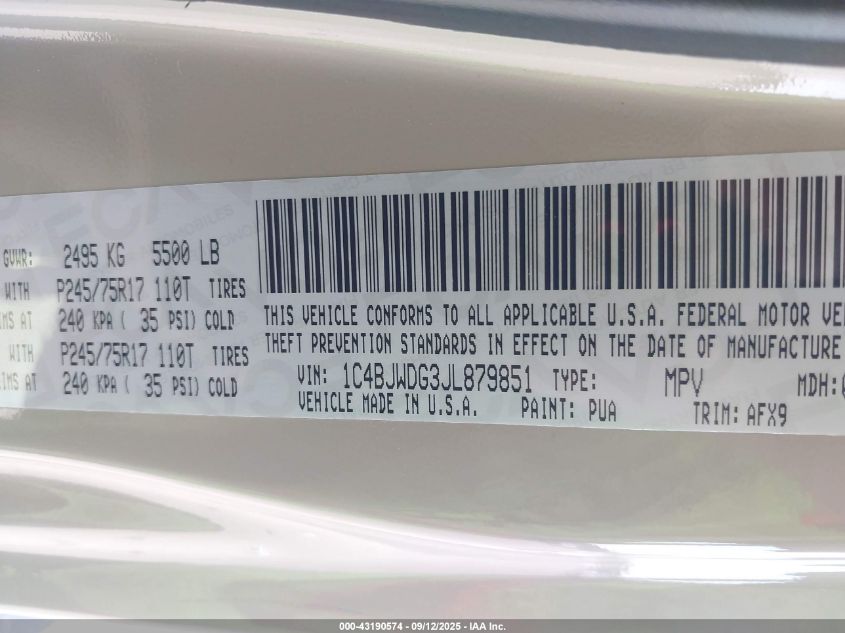 GVWR: 2495 KG 5500 LB
WITH P245/75R17 110T TIRES
IMS AT 240 KPA ( 35 PSI) COLD
WITH P245/75R17 110T TIRES
IMS AT 240 KPA ( 35 PSI) COLD
THIS VEHICLE CONFORMS TO ALL APPLICABLE U.S.A. FEDERAL MOTOR VE
THEFT PREVENTION STANDARDS IN EFFECT ON THE DATE OF MANUFACTURE
VIN: 1C4BJWDG3JL879851 TYPE: MPV MDH:
VEHICLE MADE IN U.S.A. PAINT: PUA TRIM: AFX9
000-43190574 - 09/12/2025 - IAA Inc.